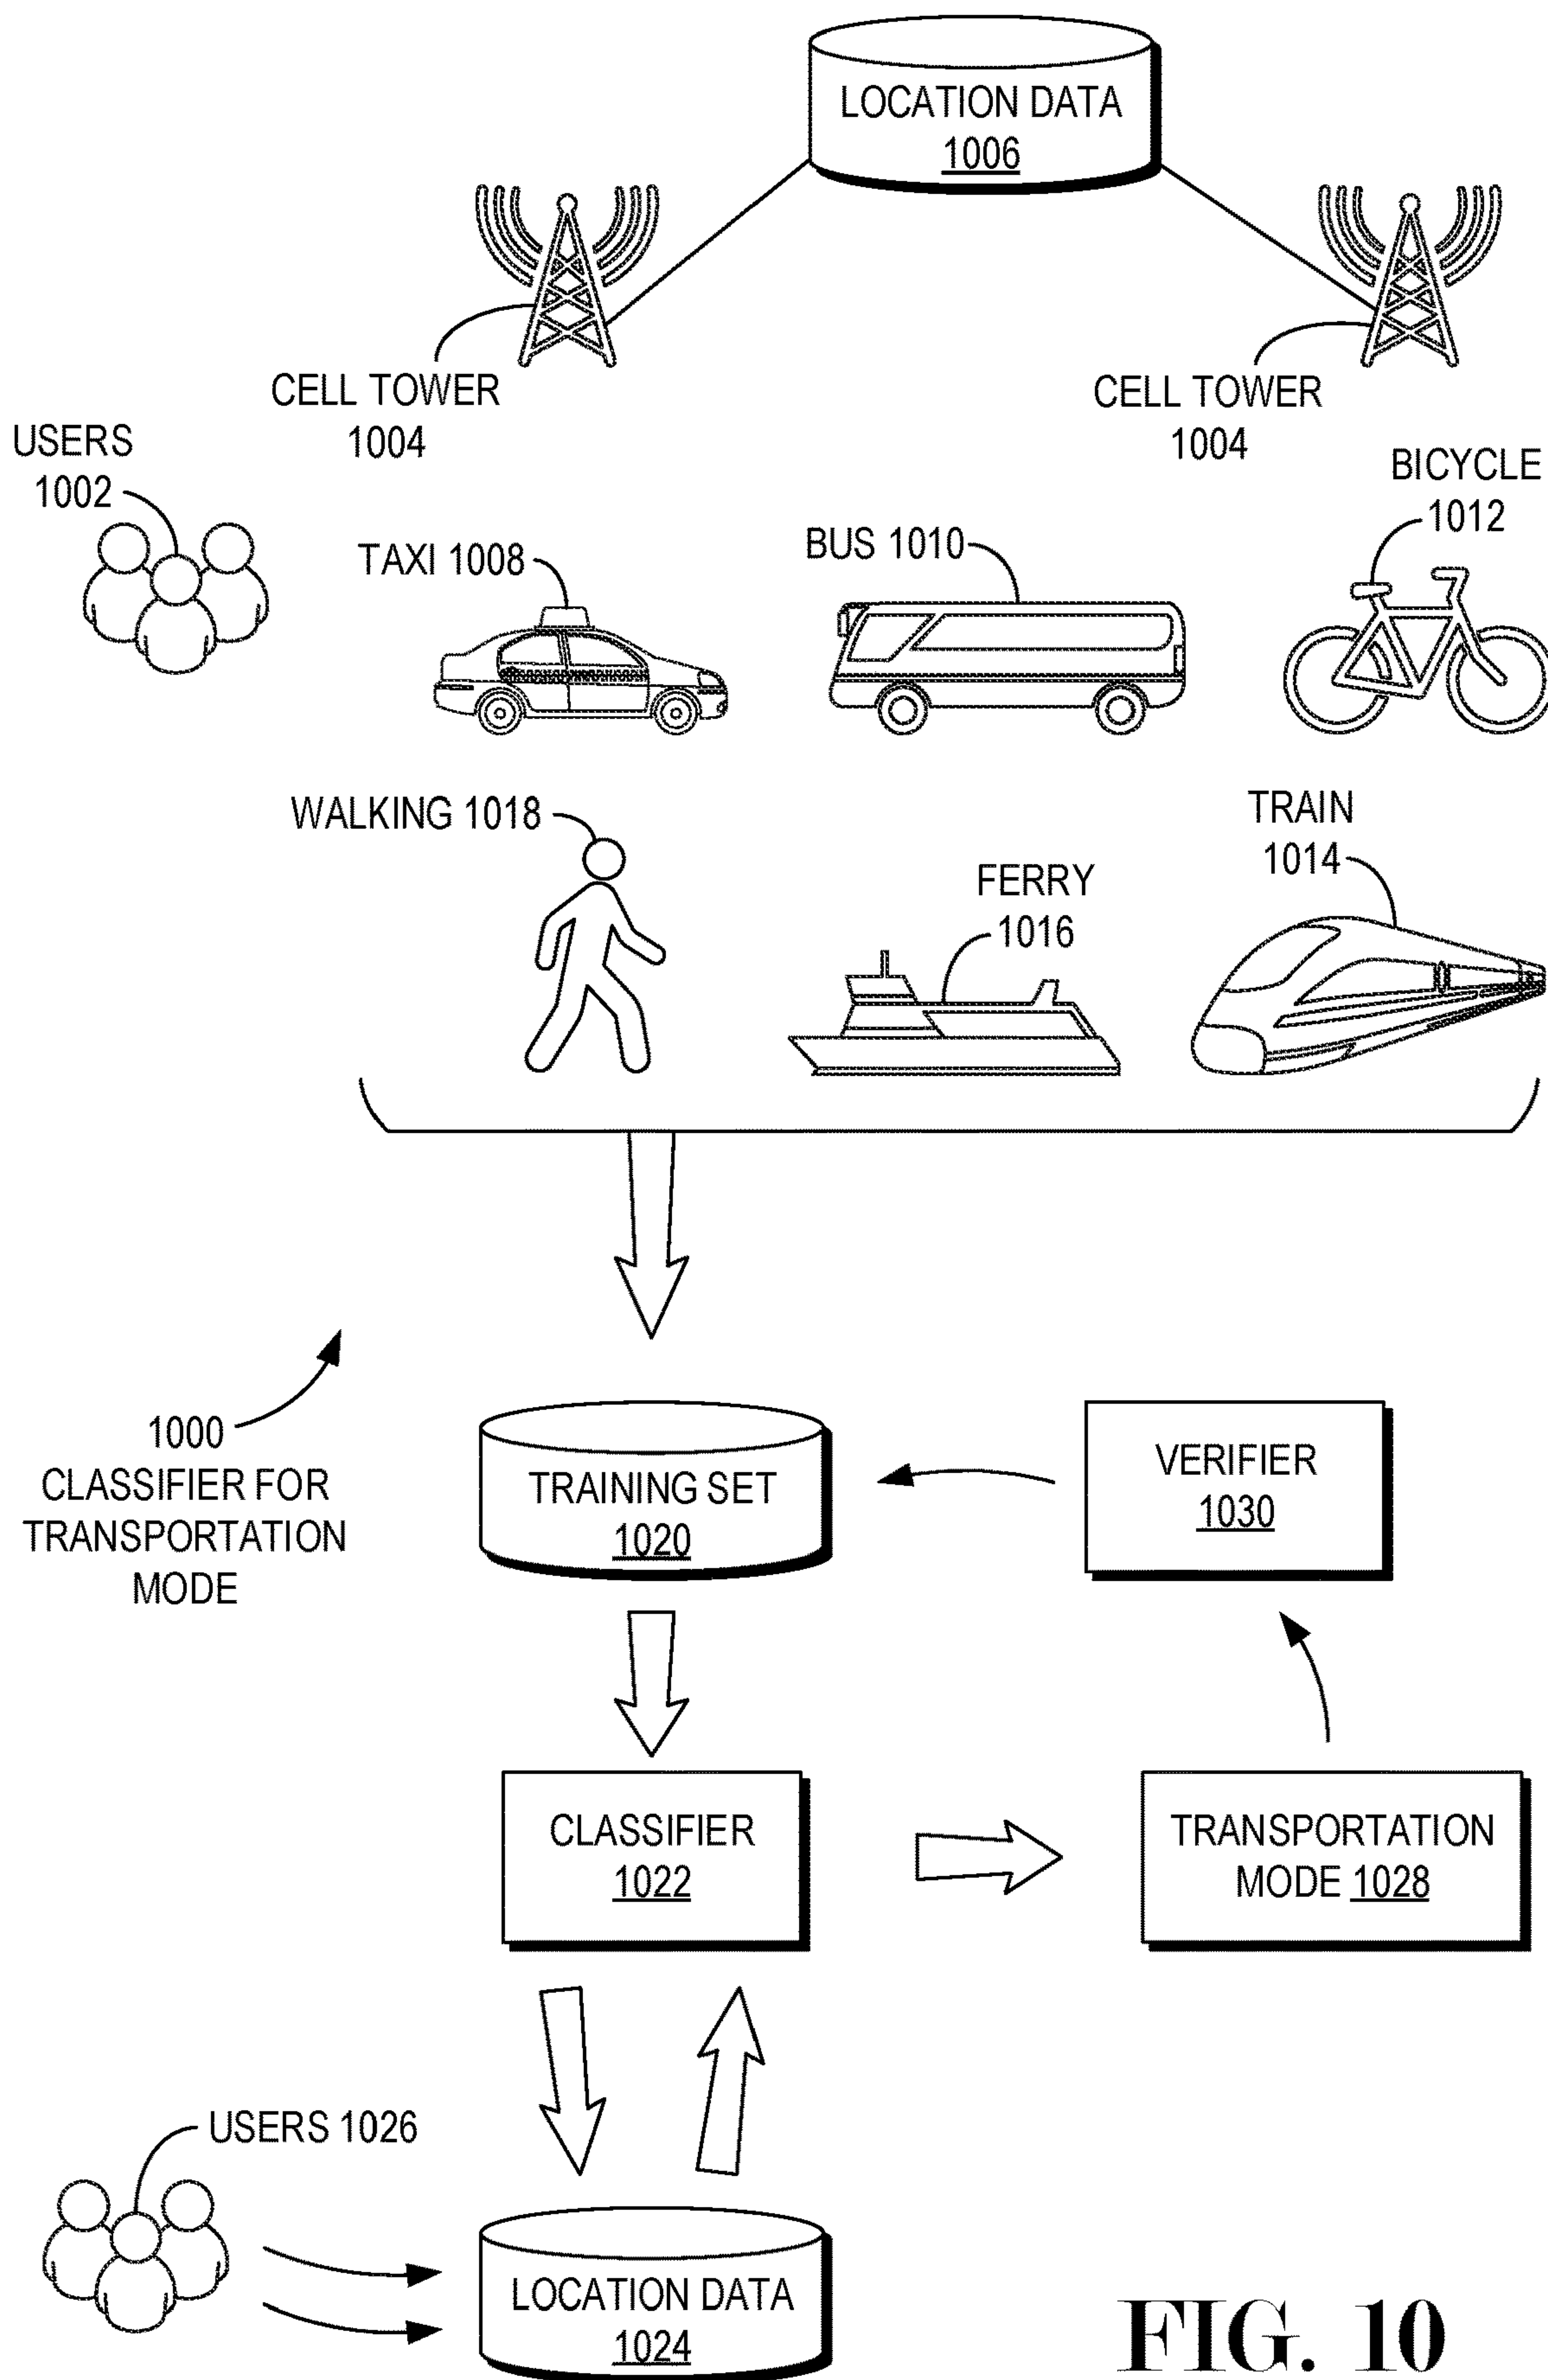 LOCATION DATA
1006
CELL TOWER
1004
CELL TOWER
1004
USERS
1002
BICYCLE
1012
TAXI 1008
BUS 1010
WALKING 1018
FERRY
1016
TRAIN
1014
1000
CLASSIFIER FOR
TRANSPORTATION
MODE
TRAINING SET
1020
VERIFIER
1030
CLASSIFIER
1022
TRANSPORTATION
MODE 1028
USERS 1026
LOCATION DATA
1024
FIG. 10